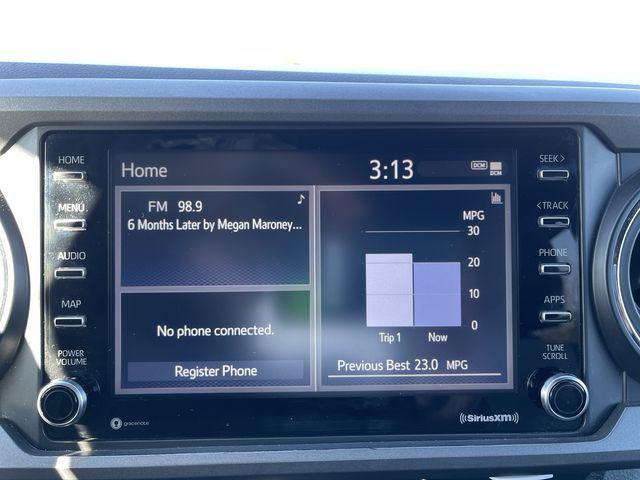 HOME
MENU
AUDIO
MAP
POWER
VOLUME
Home
3:13
DCM
DCM
FM 98.9
6 Months Later by Megan Maroney...
No phone connected.
Register Phone
MPG
30
20
10
0
Trip 1 Now
Previous Best 23.0 MPG
SEEK >
< TRACK
PHONE
APPS
TUNE
SCROLL
gracenote
((SiriusXM))